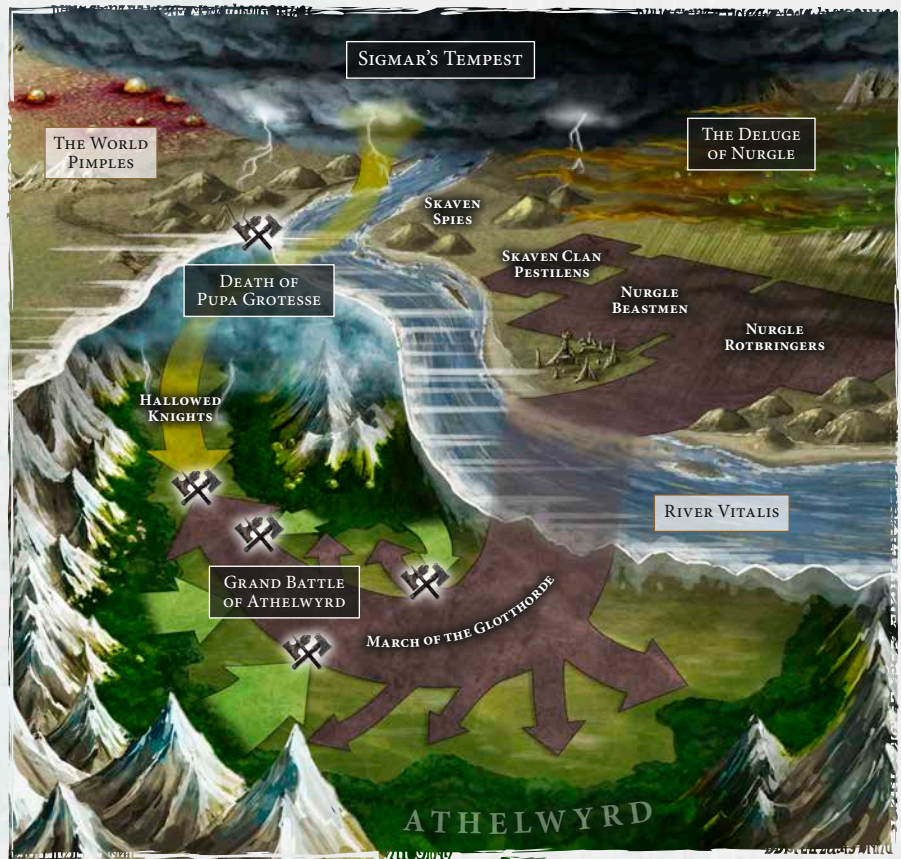 SIGMAR'S TEMPEST
THE WORLD
PIMPLES
THE DELUGE
OF NURGLE
SKAVEN
SPIES
SKAVEN CLAN
PESTILENS
DEATH OF
PUPA GROTESSE
NURGLE
BEASTMEN
NURGLE
ROTBRINGERS
HALLOWED
KNIGHTS
RIVER VITALIS
GRAND BATTLE
OF ATHELWYRD
MARCH OF THE GLOTTHORDE
ATHELWYRD